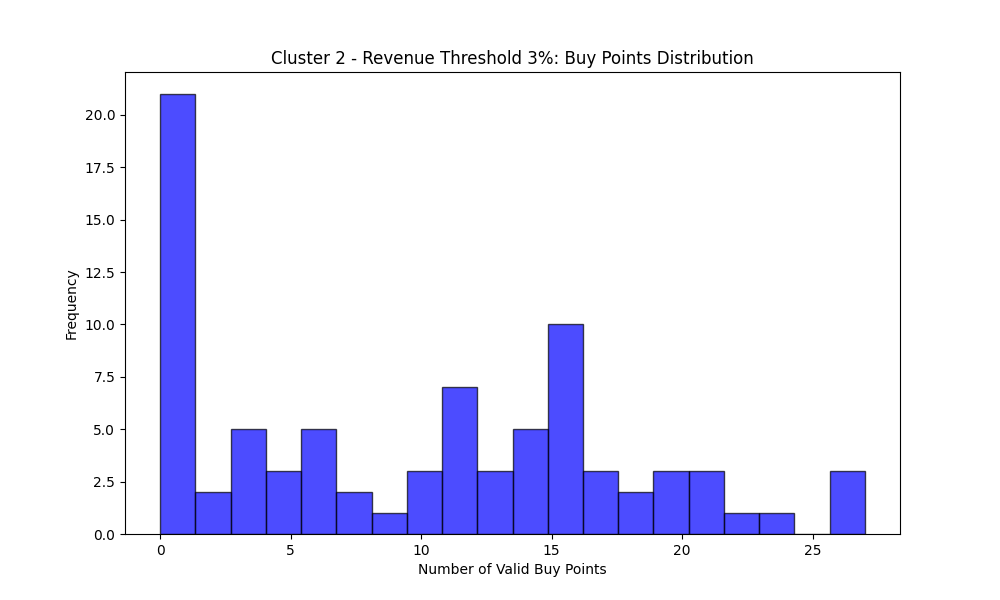 Cluster 2 - Revenue Threshold 3%: Buy Points Distribution
20.0
17.5
15.0
12.5
10.0
7.5
5.0
2.5
0.0
Frequency
0 5 10 15 20 25
Number of Valid Buy Points